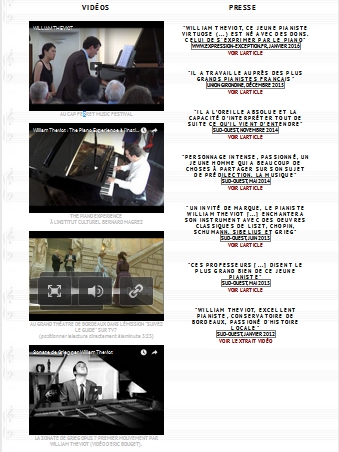 VIDÉOS
PRESSE
WILLIAM THEVIOT
AU CAP FERRET MUSIC FESTIVAL
William Theviot : The Piano Experience à l'Instit...
THE PIANO EXPERIENCE
À L'INSTITUT CULTUREL BERNARD MAGREZ
AU GRAND THÉATRE DE BORDEAUX DANS L'ÉMISSION "SUIVEZ
LE GUIDE" SUR TV7
(positionner la lecture directement à la minute 3:23)
Sonate de Grieg par William Theviot
LA SONATE DE GRIEG OPUS 7 PREMIER MOUVEMENT PAR
WILLIAM THEVIOT (VIDÉO D'ERIC BOUGET).
"WILLIAM THEVIOT, CE JEUNE PIANISTE
VIRTUOSE (...) EST NÉ AVEC DES DONS,
CELUI DE S'EXPRIMER PAR LE PIANO"
WWW.EXPRESSION-EXCEPTION.FR, JANVIER 2016
VOIR L'ARTICLE
"IL A TRAVAILLÉ AUPRÈS DES PLUS
GRANDS PIANISTES FRANÇAIS"
UNION GIRONDINE, DÉCEMBRE 2015
VOIR L'ARTICLE
"IL A L'OREILLE ABSOLUE ET LA
CAPACITÉ D'INTERPRÉTER TOUT DE
SUITE CE QU'IL VIENT D'ENTENDRE"
SUD-OUEST, NOVEMBRE 2014
VOIR L'ARTICLE
"PERSONNAGE INTENSE, PASSIONNÉ, UN
JEUNE HOMME QUI A BEAUCOUP DE
CHOSES À PARTAGER SUR SON SUJET
DE PRÉDILECTION, LA MUSIQUE"
SUD-OUEST, MAI 2014
VOIR L'ARTICLE
"UN INVITÉ DE MARQUE, LE PIANISTE
WILLIAM THEVIOT [...] ENCHANTERA
SON INSTRUMENT AVEC DES OEUVRES
CLASSIQUES DE LISZT, CHOPIN,
SCHUMANN, SIBELIUS ET GRIEG"
SUD-OUEST, JUIN 2013
VOIR L'ARTICLE
"CES PROFESSEURS [...] DISENT LE
PLUS GRAND BIEN DE CE JEUNE
PIANISTE"
SUD-OUEST, MAI 2013
VOIR L'ARTICLE
"WILLIAM THEVIOT, EXCELLENT
PIANISTE, CONSERVATOIRE DE
BORDEAUX, PASSIONÉ D'HISTOIRE
LOCALE"
SUD-OUEST, JANVIER 2012
VOIR LE XTRAIT VIDÉO